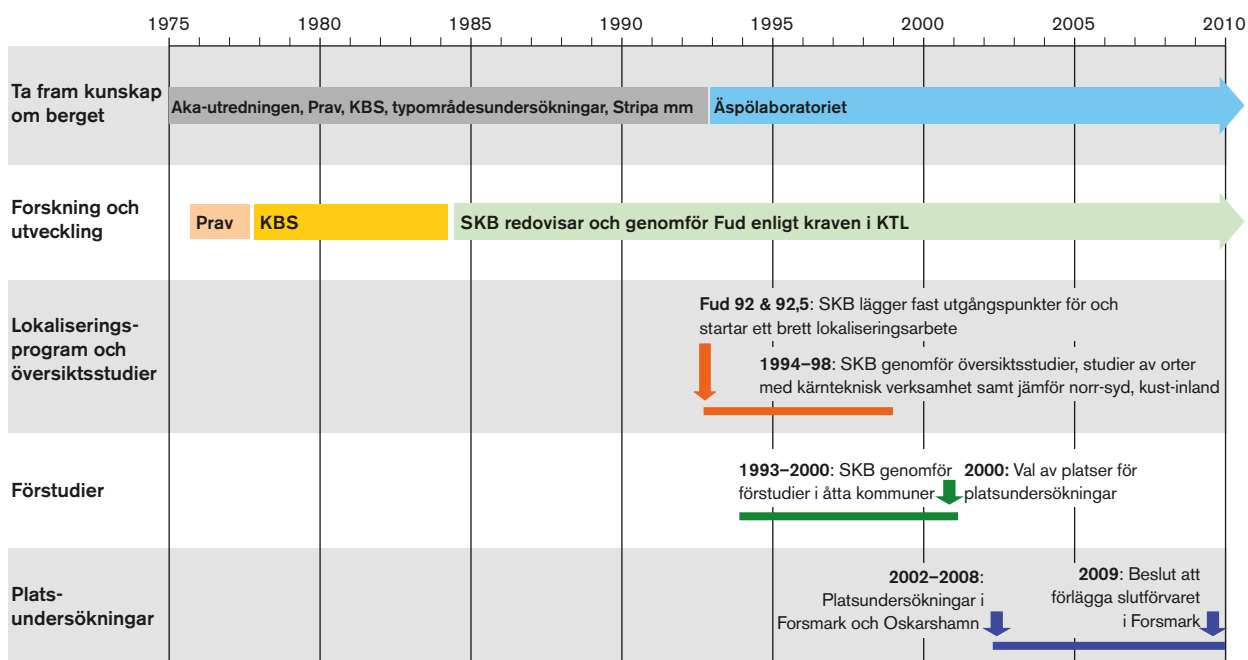 1975 1980 1985 1990 1995 2000 2005 2010
Ta fram kunskap
om berget
Aka-utredningen, Prav, KBS, typområdesundersökningar, Stripa mm
Äspölaboratoriet
Forskning och
utveckling
Prav
KBS
SKB redovisar och genomför Fud enligt kraven i KTL
Lokaliserings-
program och
översiktsstudier
Fud 92 & 92,5: SKB lägger fast utgångspunkter för och
startar ett brett lokaliseringsarbete
1994–98: SKB genomför översiktsstudier, studier av orter
med kärnteknisk verksamhet samt jämför norr-syd, kust-inland
Förstudier
1993–2000: SKB genomför
förstudier i åtta kommuner
2000: Val av platser för
platsundersökningar
Plats-
undersökningar
2002–2008:
Platsundersökningar i
Forsmark och Oskarshamn
2009: Beslut att
förlägga slutförvaret
i Forsmark